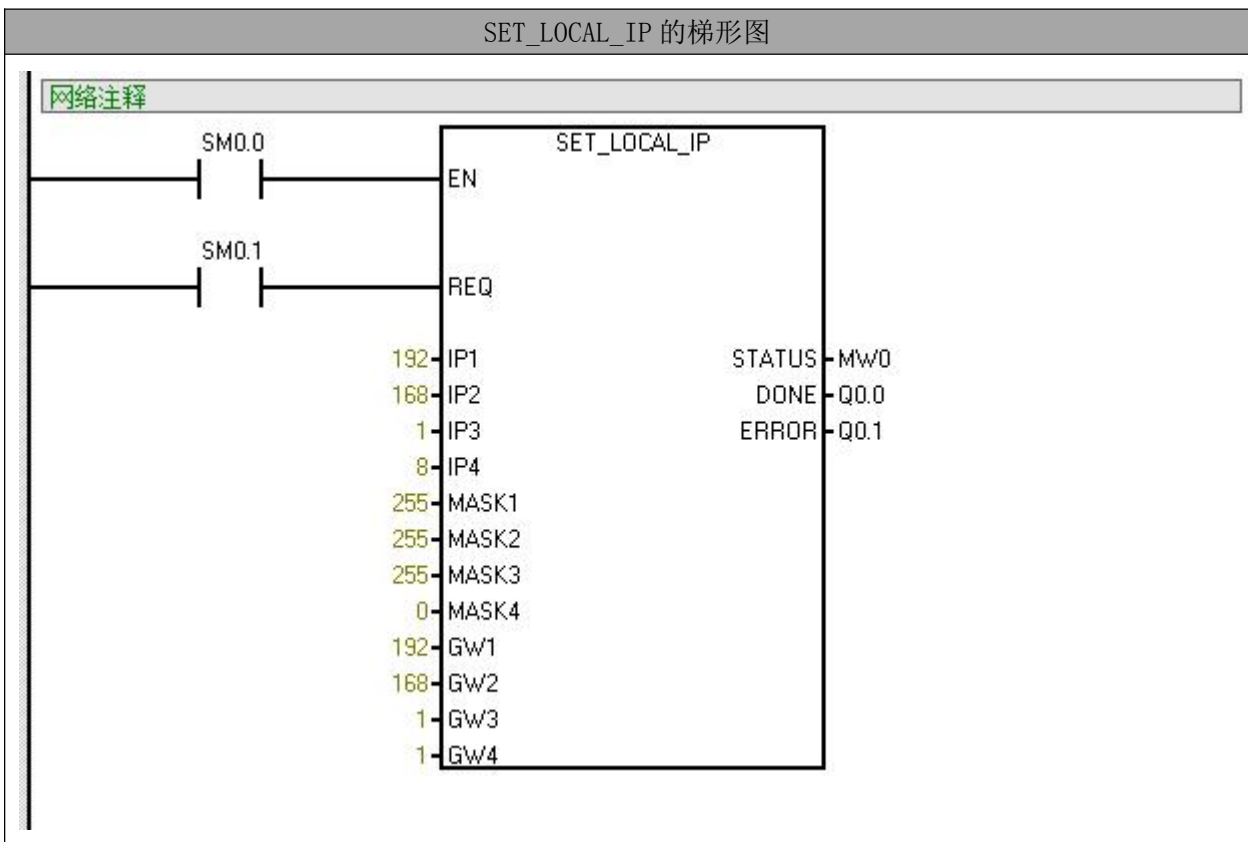 SET_LOCAL_IP 的梯形图
网络注释
SM0.0
SET_LOCAL_IP
EN
SM0.1
REQ
192 IP1 STATUS MW0
168 IP2 DONE Q0.0
1 IP3 ERROR Q0.1
8 IP4
255 MASK1
255 MASK2
255 MASK3
0 MASK4
192 GW1
168 GW2
1 GW3
1 GW4